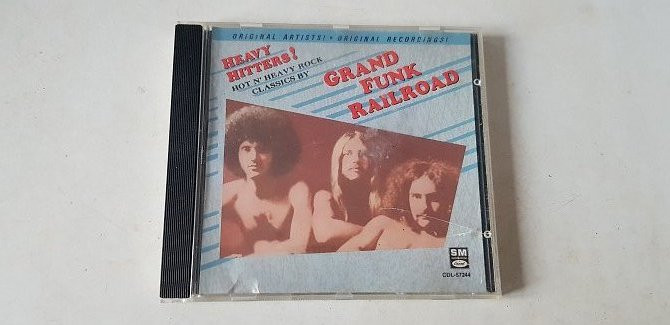 ORIGINAL ARTISTS! • ORIGINAL RECORDINGS!
HEAVY
HITTERS!
HOT N' HEAVY ROCK
CLASSICS BY
GRAND
FUNK
RAILROAD
SM
CDL-57244